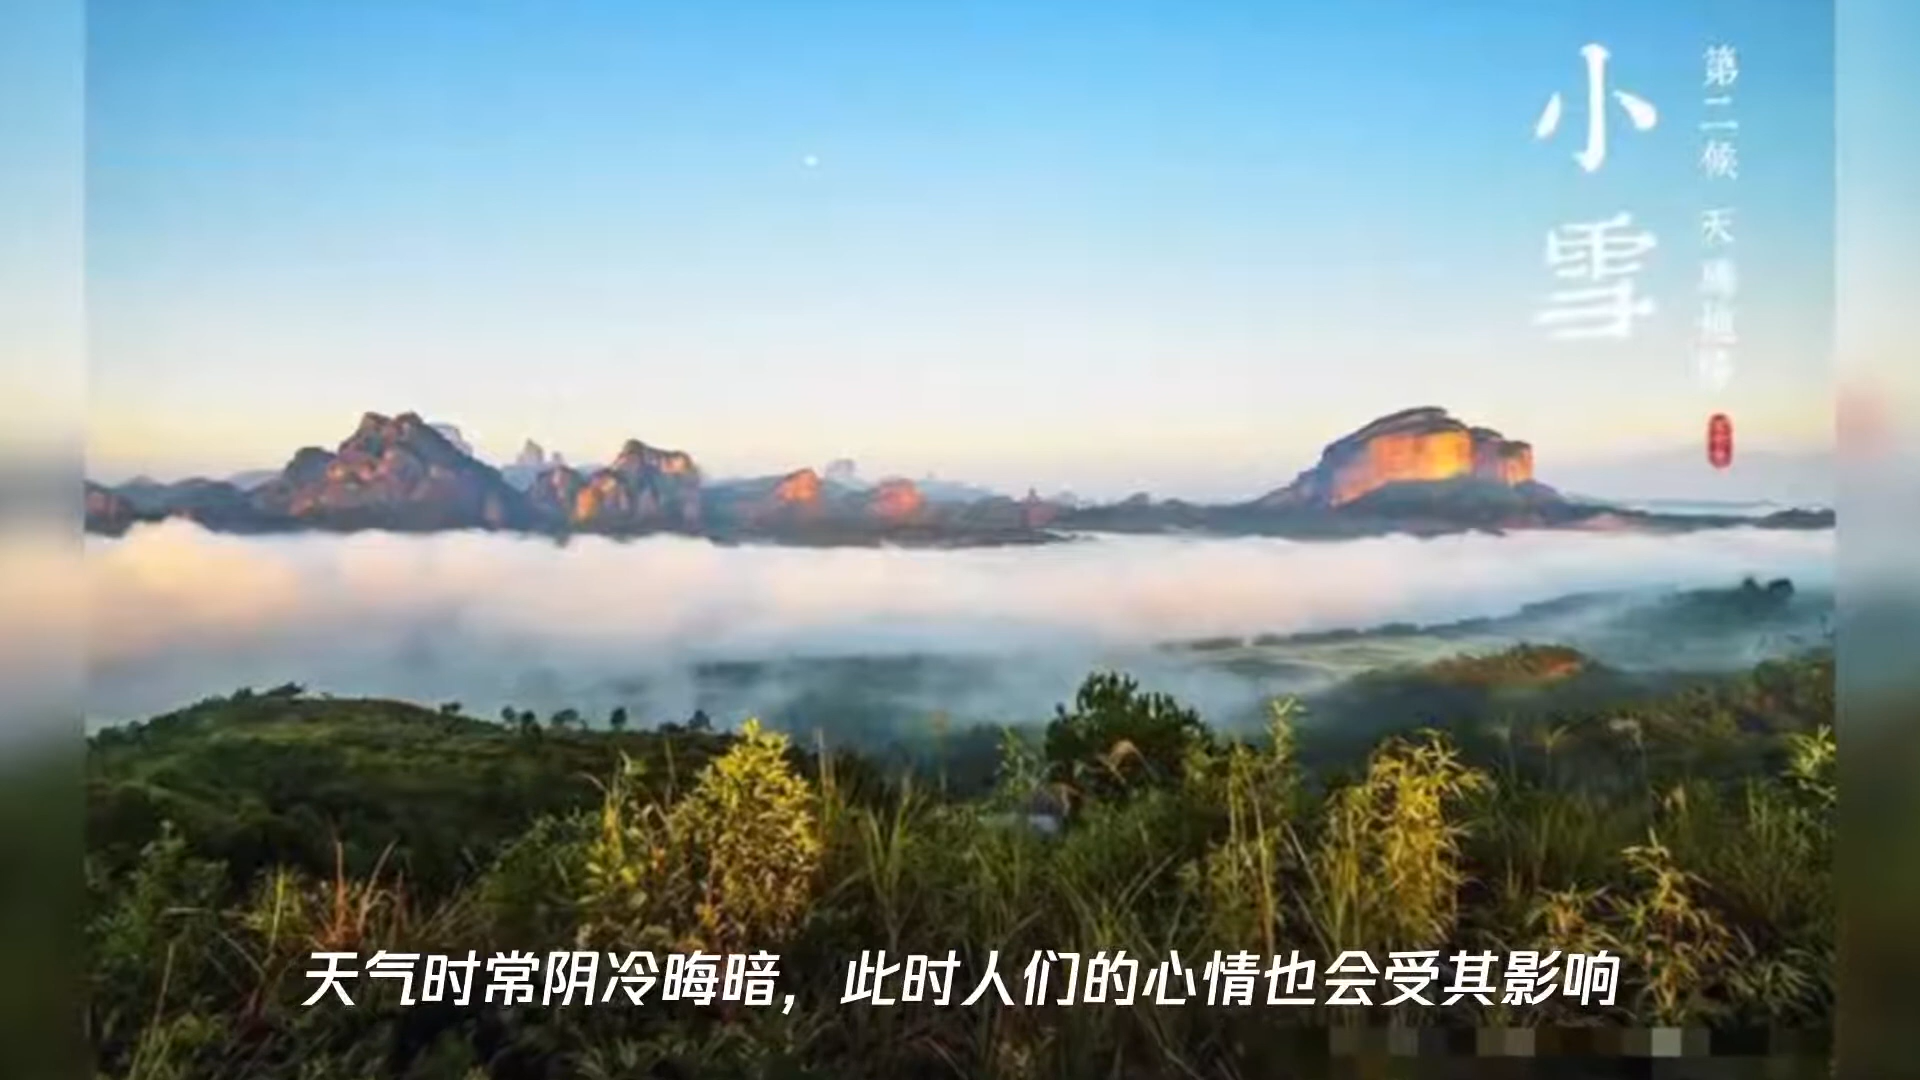 小雪
第二候 天
天气时常阴冷晦暗，此时人们的心情也会受其影响